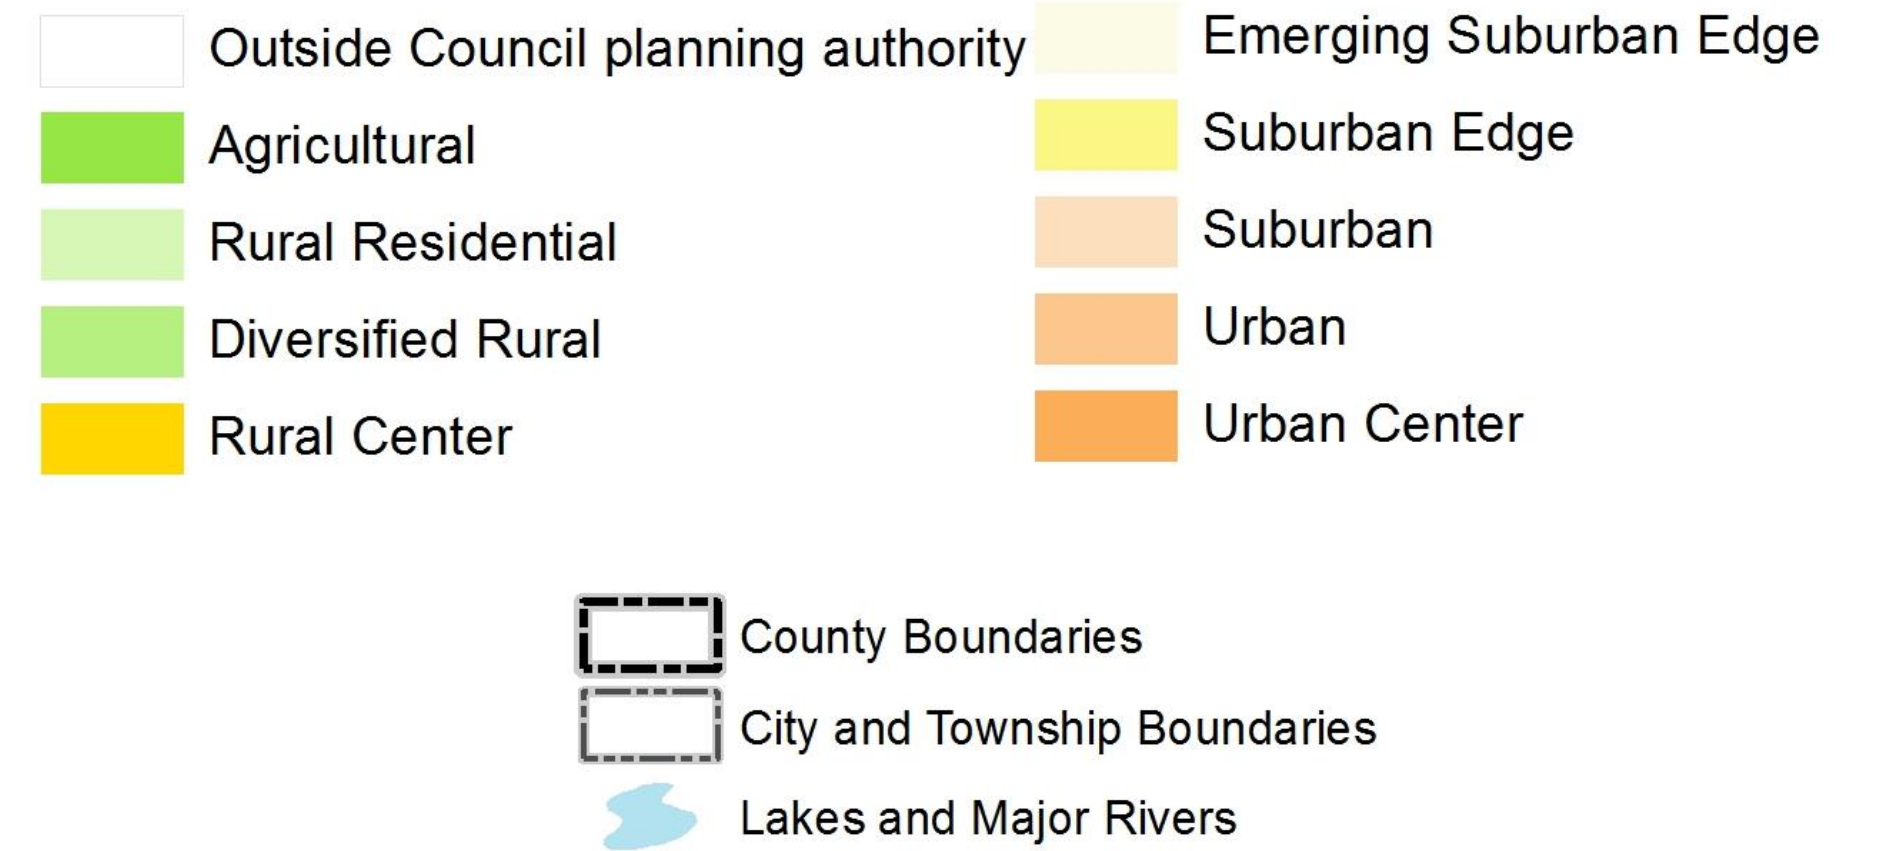 Outside Council planning authority
Agricultural
Rural Residential
Diversified Rural
Rural Center
Emerging Suburban Edge
Suburban Edge
Suburban
Urban
Urban Center
County Boundaries
City and Township Boundaries
Lakes and Major Rivers